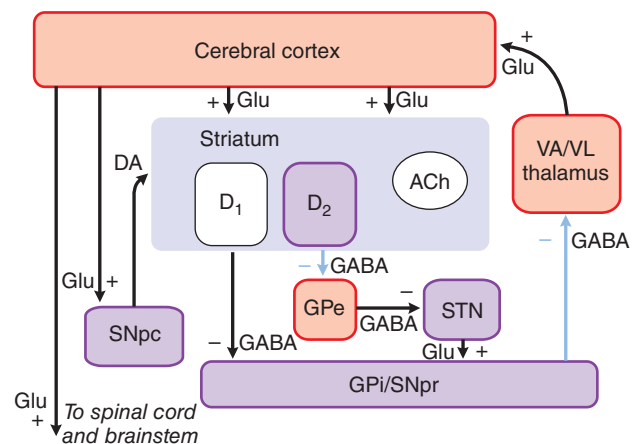 Cerebral cortex
+
Glu
+ Glu
+ Glu
Striatum
DA
D1
D2
ACh
VA/VL
thalamus
– GABA
– GABA
Glu +
SNpc
GPe
–
GABA
STN
– GABA
Glu +
GPi/SNpr
Glu
+
To spinal cord
and brainstem